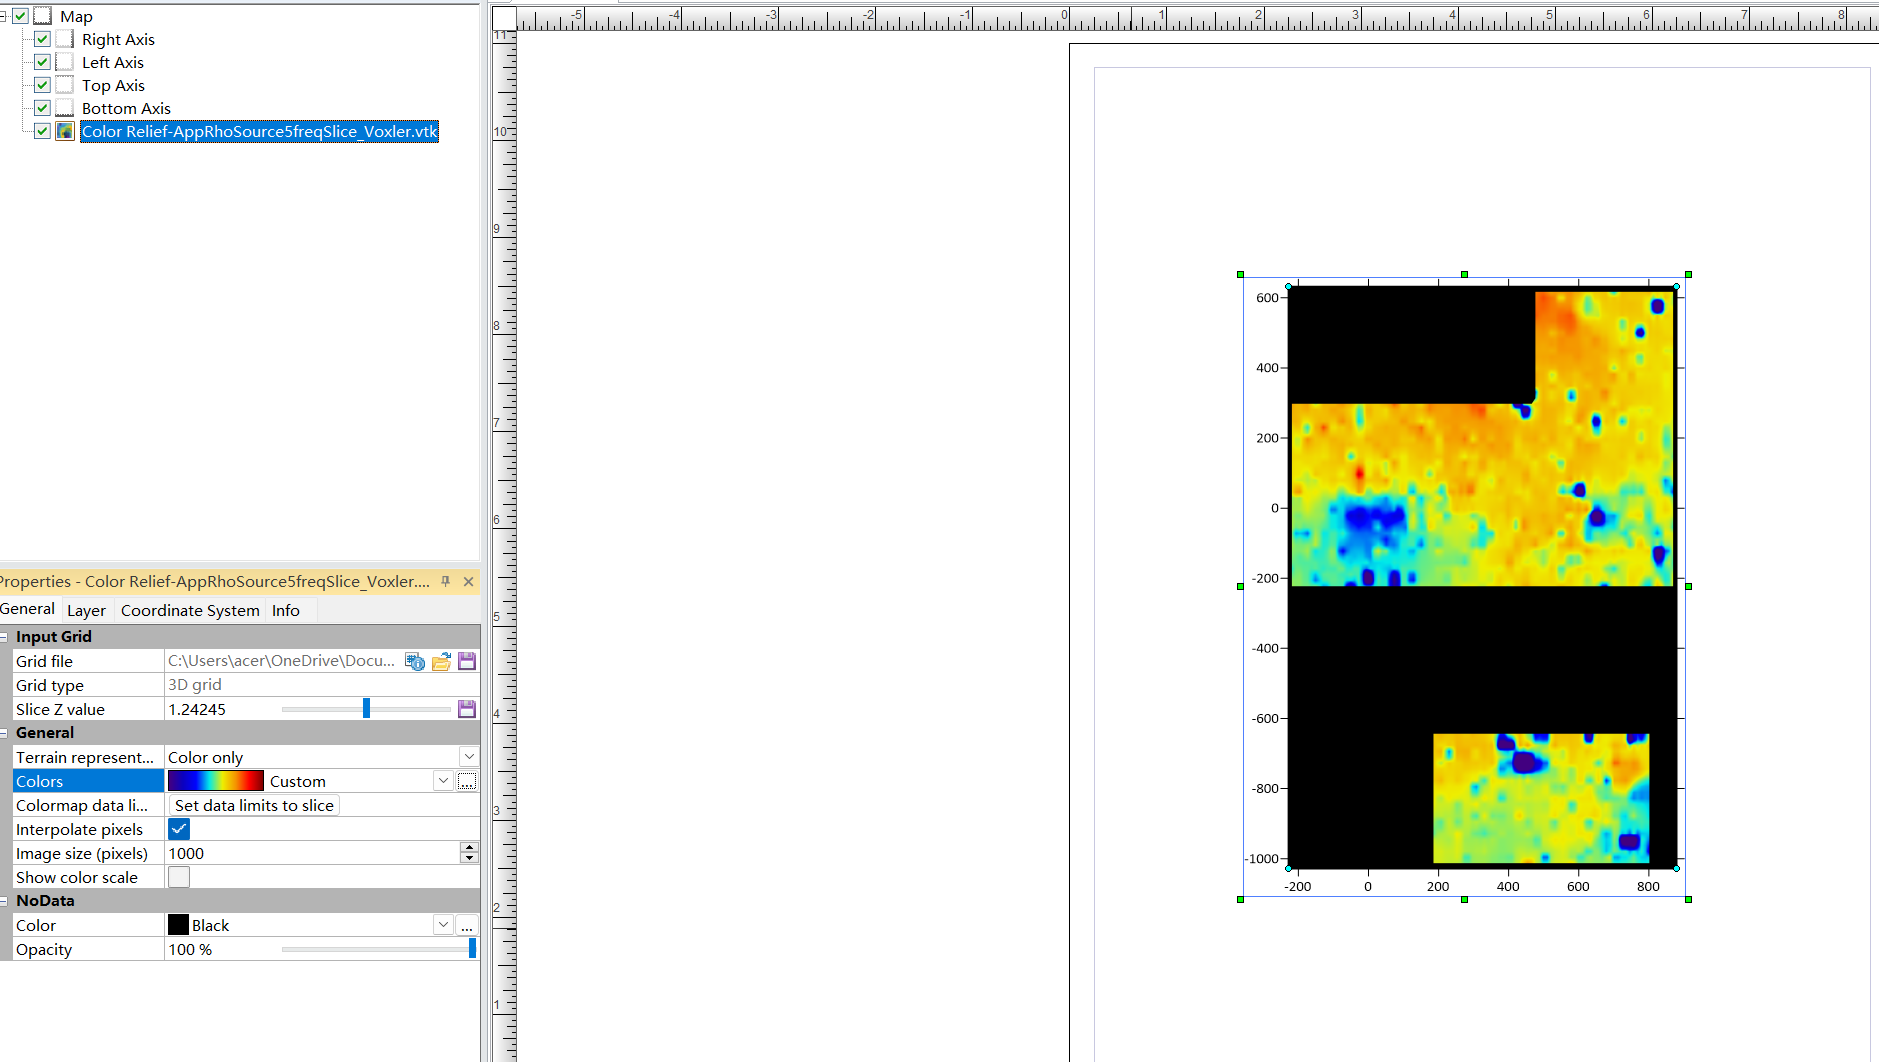 Map
Right Axis
Left Axis
Top Axis
Bottom Axis
Color Relief-AppRhoSource5freqSlice_Voxler.vtk
Properties - Color Relief-AppRhoSource5freqSlice_Voxler....
General Layer Coordinate System Info
Input Grid
Grid file C:\Users\acer\OneDrive\Docu...
Grid type 3D grid
Slice Z value 1.24245
General
Terrain represent... Color only
Colors Custom
Colormap data li... Set data limits to slice
Interpolate pixels
Image size (pixels) 1000
Show color scale
NoData
Color Black ...
Opacity 100 %
-5 -4 -3 -2 -1 0 1 2 3 4 5 6 7 8
11
10
9
8
7
6
5
4
3
2
1
600
400
200
0
-200
-400
-600
-800
-1000
-200 0 200 400 600 800